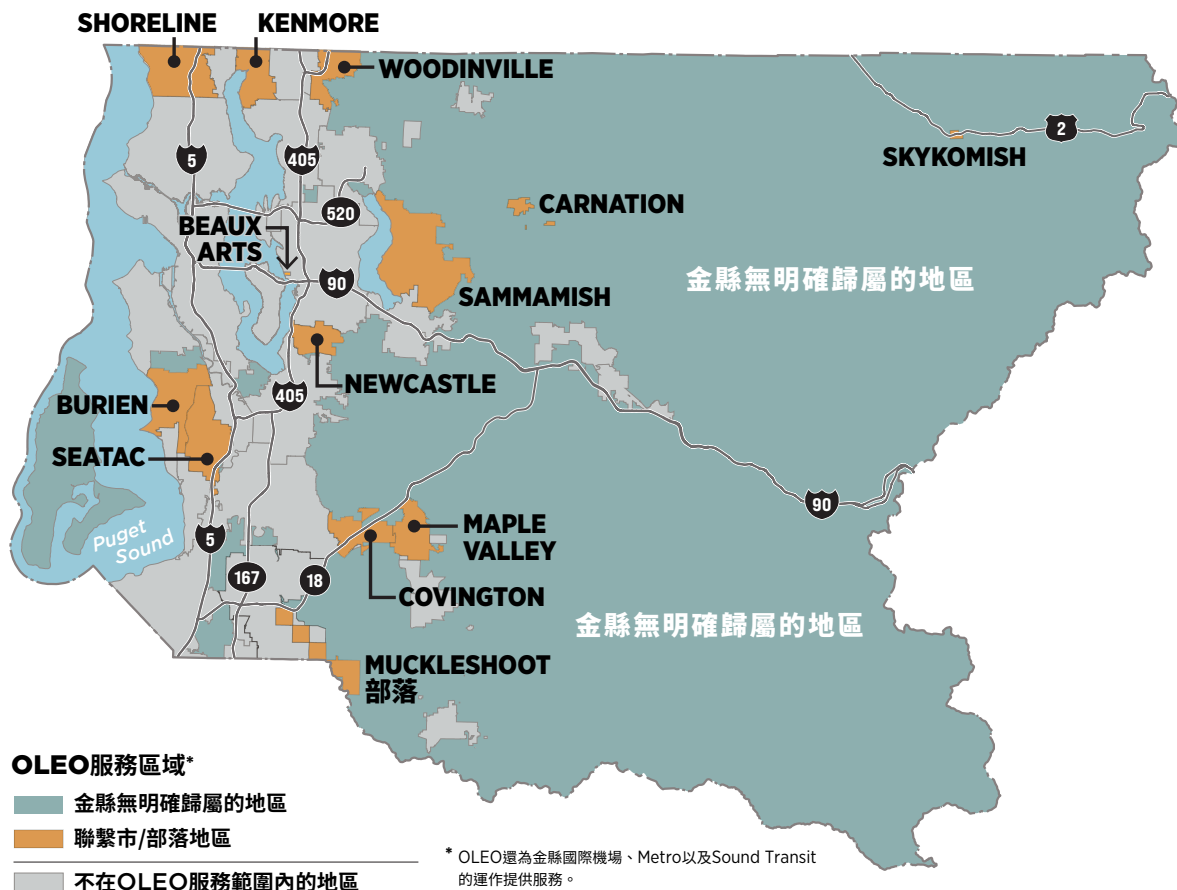 SHORELINE
KENMORE
WOODINVILLE
2
SKYKOMISH
5
405
520
CARNATION
BEAUX
ARTS
90
SAMMAMISH
金縣無明確歸屬的地區
NEWCASTLE
405
BURIEN
SEATAC
90
Puget
Sound
5
MAPLE
VALLEY
167
18
COVINGTON
金縣無明確歸屬的地區
MUCKLESHOOT
部落
OLEO服務區域*
金縣無明確歸屬的地區
聯繫市/部落地區
不在OLEO服務範圍內的地區
* OLEO還為金縣國際機場、Metro以及Sound Transit
的運作提供服務。